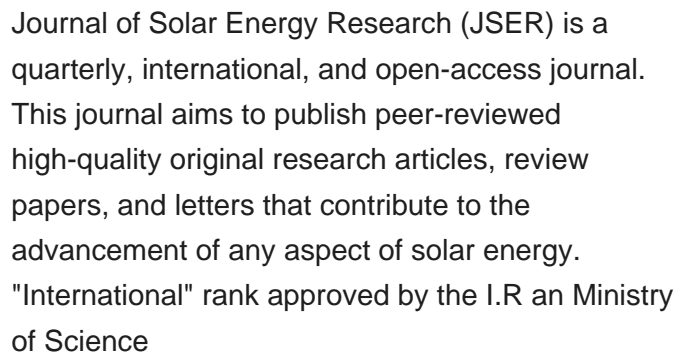 Journal of Solar Energy Research (JSER) is a
quarterly, international, and open-access journal.
This journal aims to publish peer-reviewed
high-quality original research articles, review
papers, and letters that contribute to the
advancement of any aspect of solar energy.
"International" rank approved by the I.R an Ministry
of Science